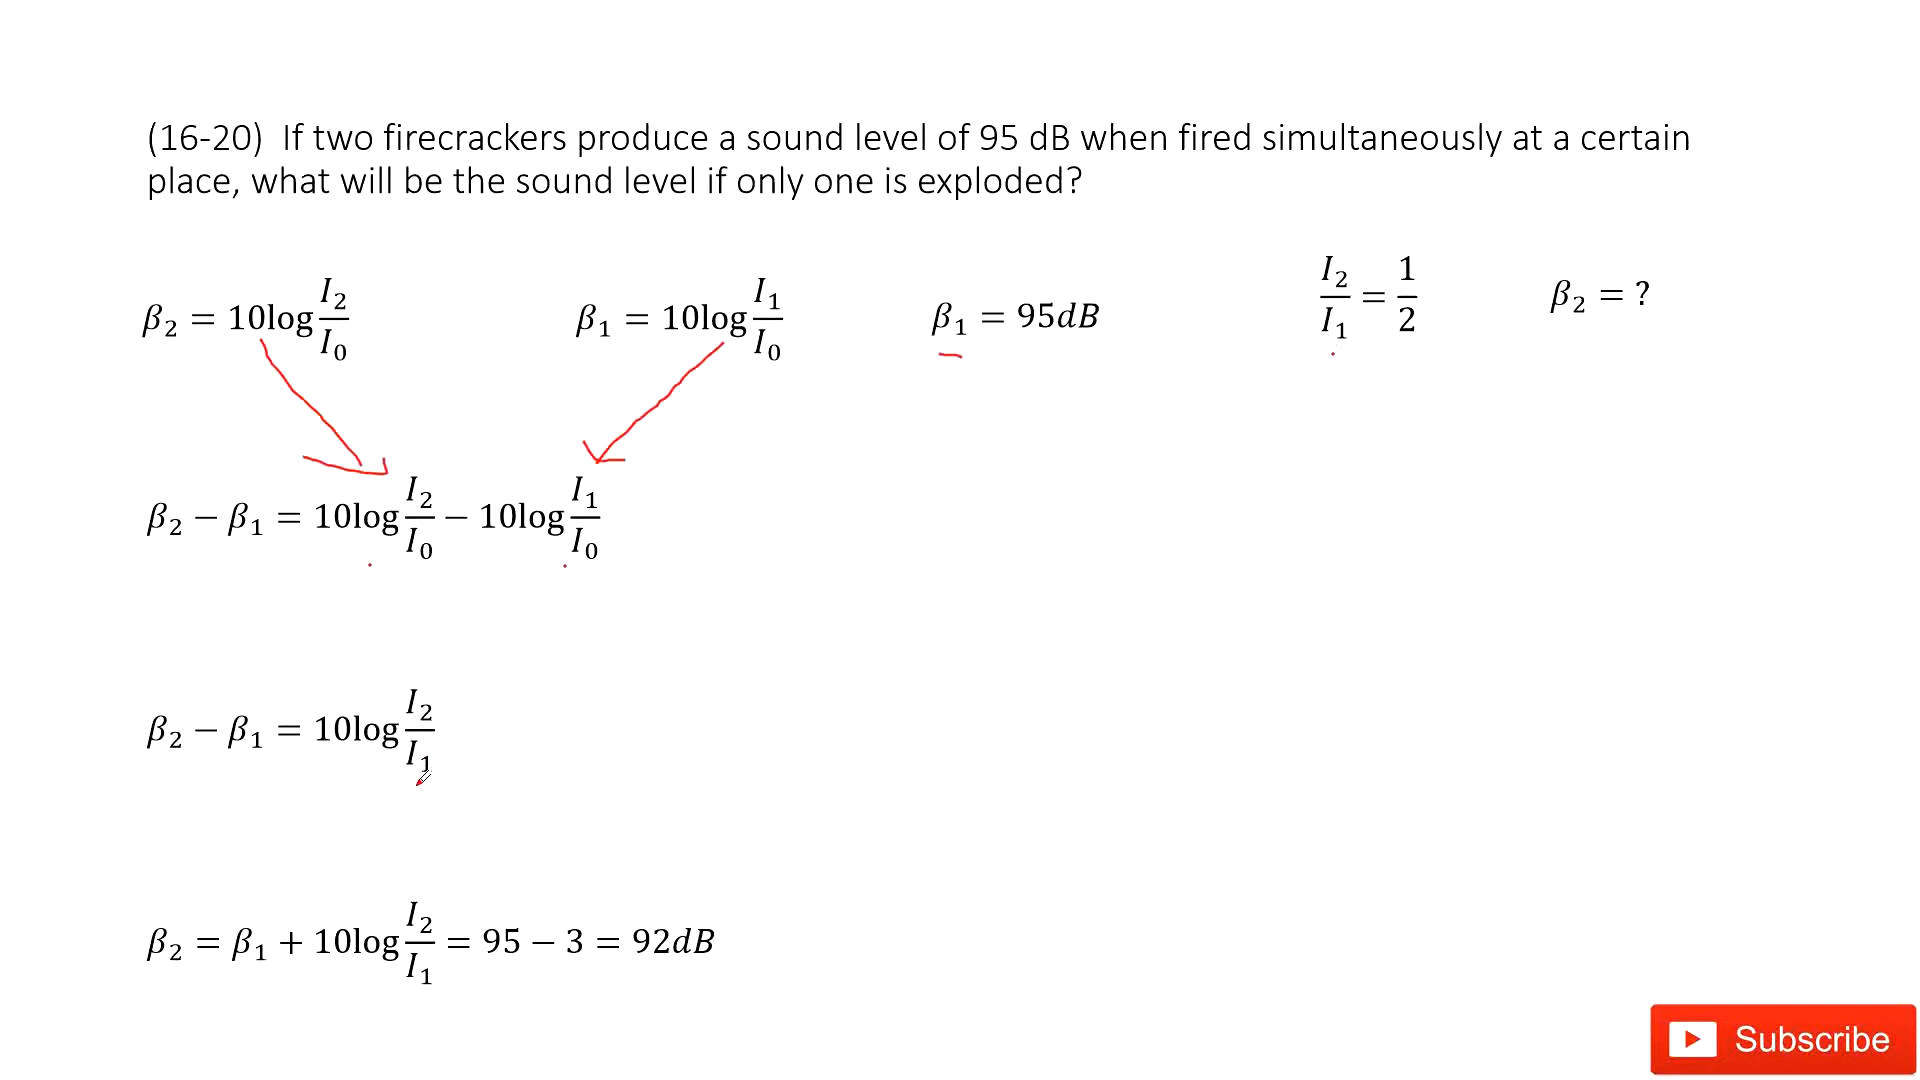 (16-20) If two firecrackers produce a sound level of 95 dB when fired simultaneously at a certain
place, what will be the sound level if only one is exploded?
β₂ = 10log I₂/I₀ β₁ = 10log I₁/I₀ β₁ = 95dB I₂/I₁ = 1/2 β₂ = ?
β₂ − β₁ = 10log I₂/I₀ − 10log I₁/I₀
β₂ − β₁ = 10log I₂/I₁
β₂ = β₁ + 10log I₂/I₁ = 95 − 3 = 92dB
Subscribe